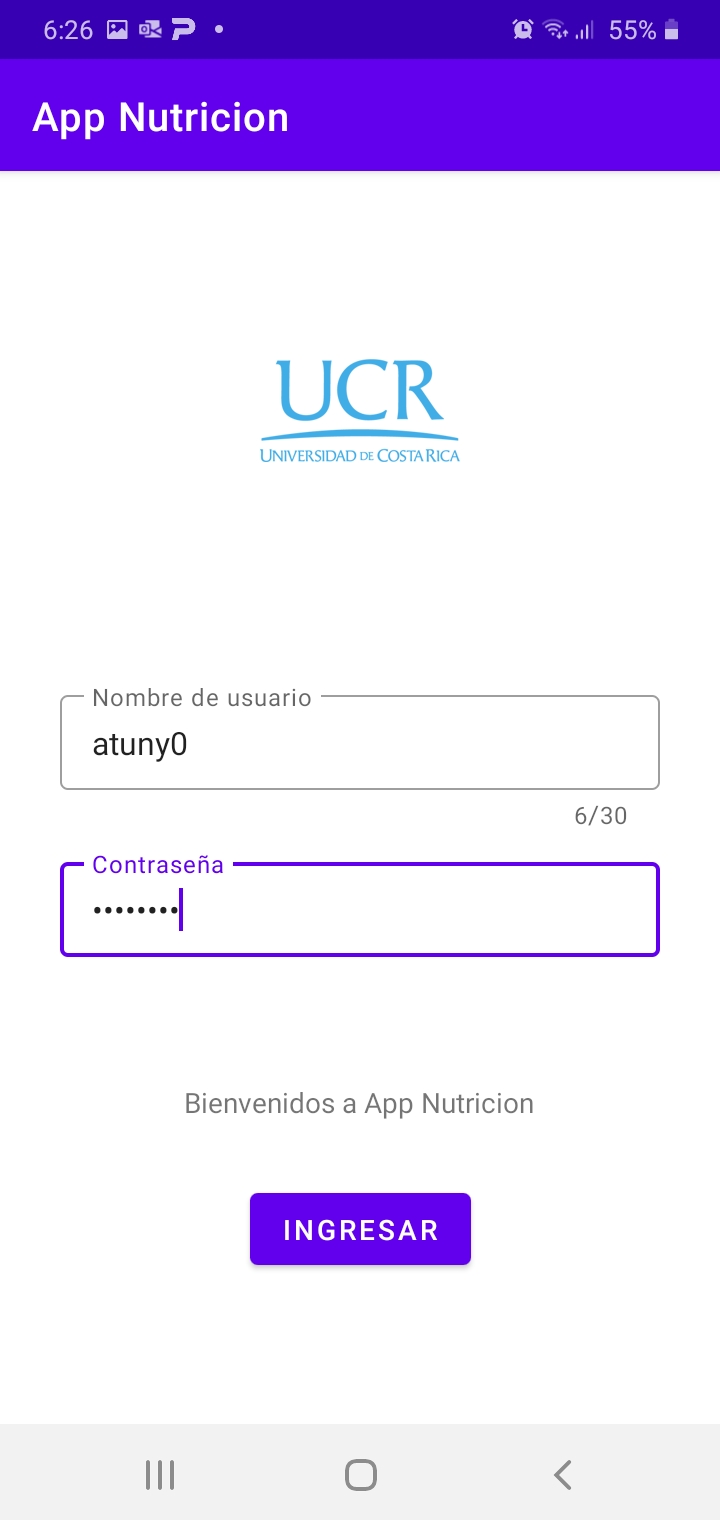 6:26 55%
App Nutricion
UCR
UNIVERSIDAD DE COSTA RICA
Nombre de usuario
atuny0
6/30
Contraseña
••••••••
Bienvenidos a App Nutricion
INGRESAR